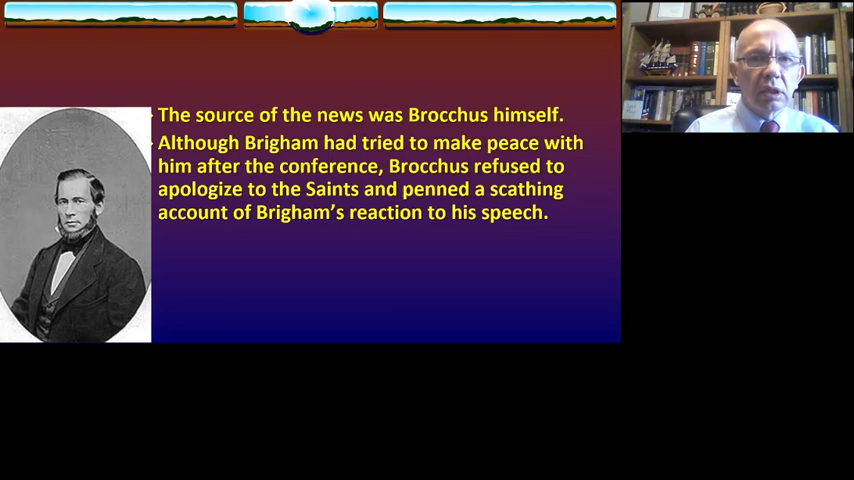 The source of the news was Brocchus himself.
Although Brigham had tried to make peace with
him after the conference, Brocchus refused to
apologize to the Saints and penned a scathing
account of Brigham’s reaction to his speech.